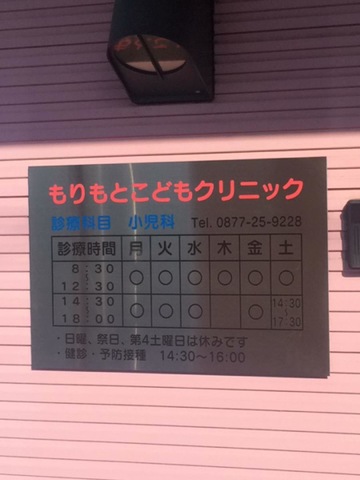 もりもとこどもクリニック
診療科目 小児科 Tel. 0877-25-9228
診療時間 月 火 水 木 金 土
8:30~12:30 ○ ○ ○ ○ ○
14:30~18:00 ○ ○ ○ ○ 14:30~17:30
・日曜、祭日、第4土曜日は休みです
・健診・予防接種 14:30～16:00